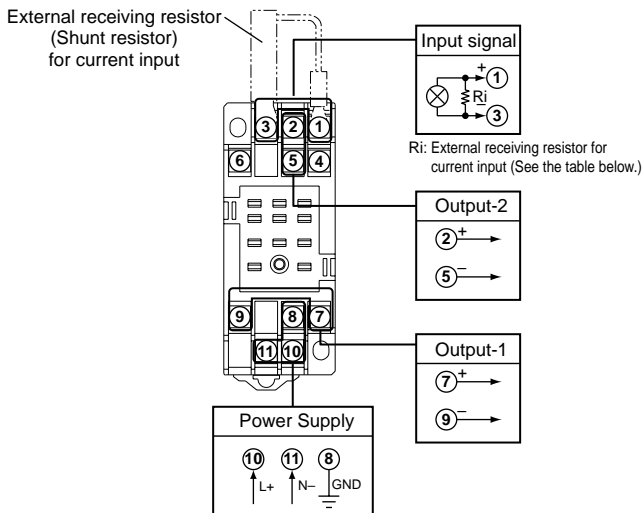 External receiving resistor
(Shunt resistor)
for current input
Input signal
+ 1
Ri
− 3
Ri: External receiving resistor for
current input (See the table below.)
3 2 1
6 5 4
Output-2
2 +
5 −
9 8 7
11 10
Output-1
7 +
9 −
Power Supply
10 11 8
L+ N− GND